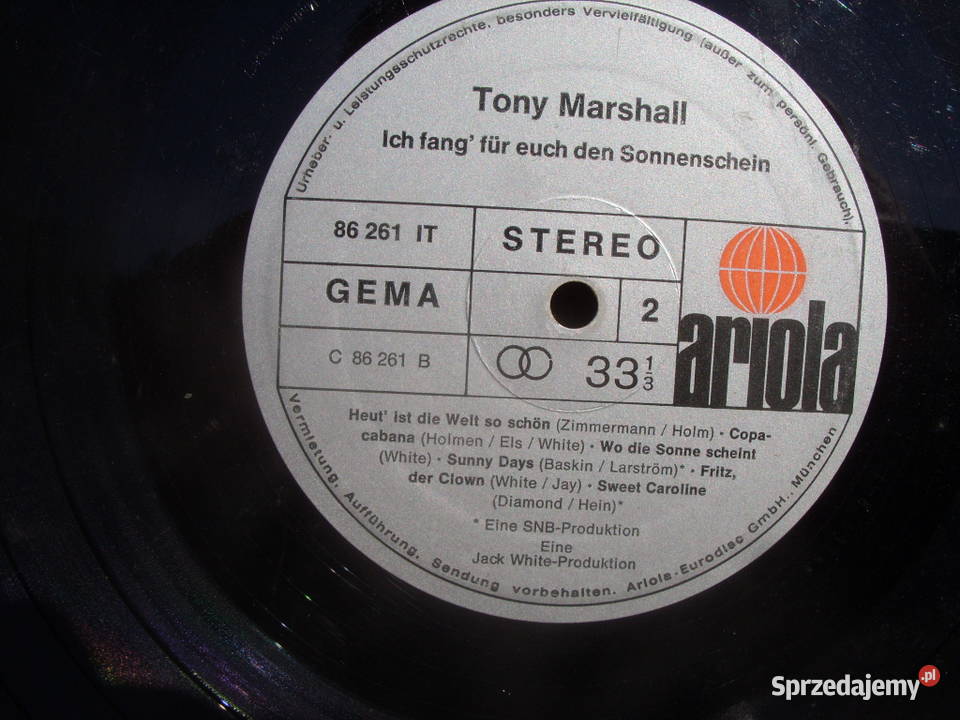 Urheber- u. Leistungsschutzrechte, besonders Vervielfältigung (außer zum persönl. Gebrauch),
Tony Marshall
Ich fang' für euch den Sonnenschein
86 261 IT
STEREO
GEMA
2
C 86 261 B
33 1/3
ariola
Heut' ist die Welt so schön (Zimmermann / Holm) · Copa-
cabana (Holmen / Els / White) · Wo die Sonne scheint
(White) · Sunny Days (Baskin / Larström)* · Fritz,
der Clown (White / Jay) · Sweet Caroline
(Diamond / Hein)*
* Eine SNB-Produktion
Eine
Jack White-Produktion
Vermietung, Aufführung, Sendung vorbehalten. Ariola-Eurodisc GmbH., München
Sprzedajemy.pl